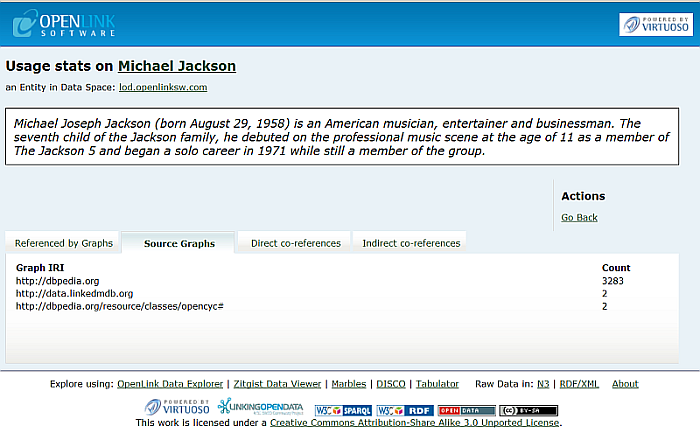 OPENLINK
SOFTWARE
POWERED BY
VIRTUOSO
Usage stats on Michael Jackson
an Entity in Data Space: lod.openlinksw.com
Michael Joseph Jackson (born August 29, 1958) is an American musician, entertainer and businessman. The
seventh child of the Jackson family, he debuted on the professional music scene at the age of 11 as a member of
The Jackson 5 and began a solo career in 1971 while still a member of the group.
Actions
Go Back
Referenced by Graphs Source Graphs Direct co-references Indirect co-references
Graph IRI Count
http://dbpedia.org 3283
http://data.linkedmdb.org 2
http://dbpedia.org/resource/classes/opencyc# 2
Explore using: OpenLink Data Explorer | Zitgist Data Viewer | Marbles | DISCO | Tabulator Raw Data in: N3 | RDF/XML About
POWERED BY
VIRTUOSO LINKINGOPENDATA W3C SPARQL W3C RDF OPEN DATA CC BY-SA
This work is licensed under a Creative Commons Attribution-Share Alike 3.0 Unported License.